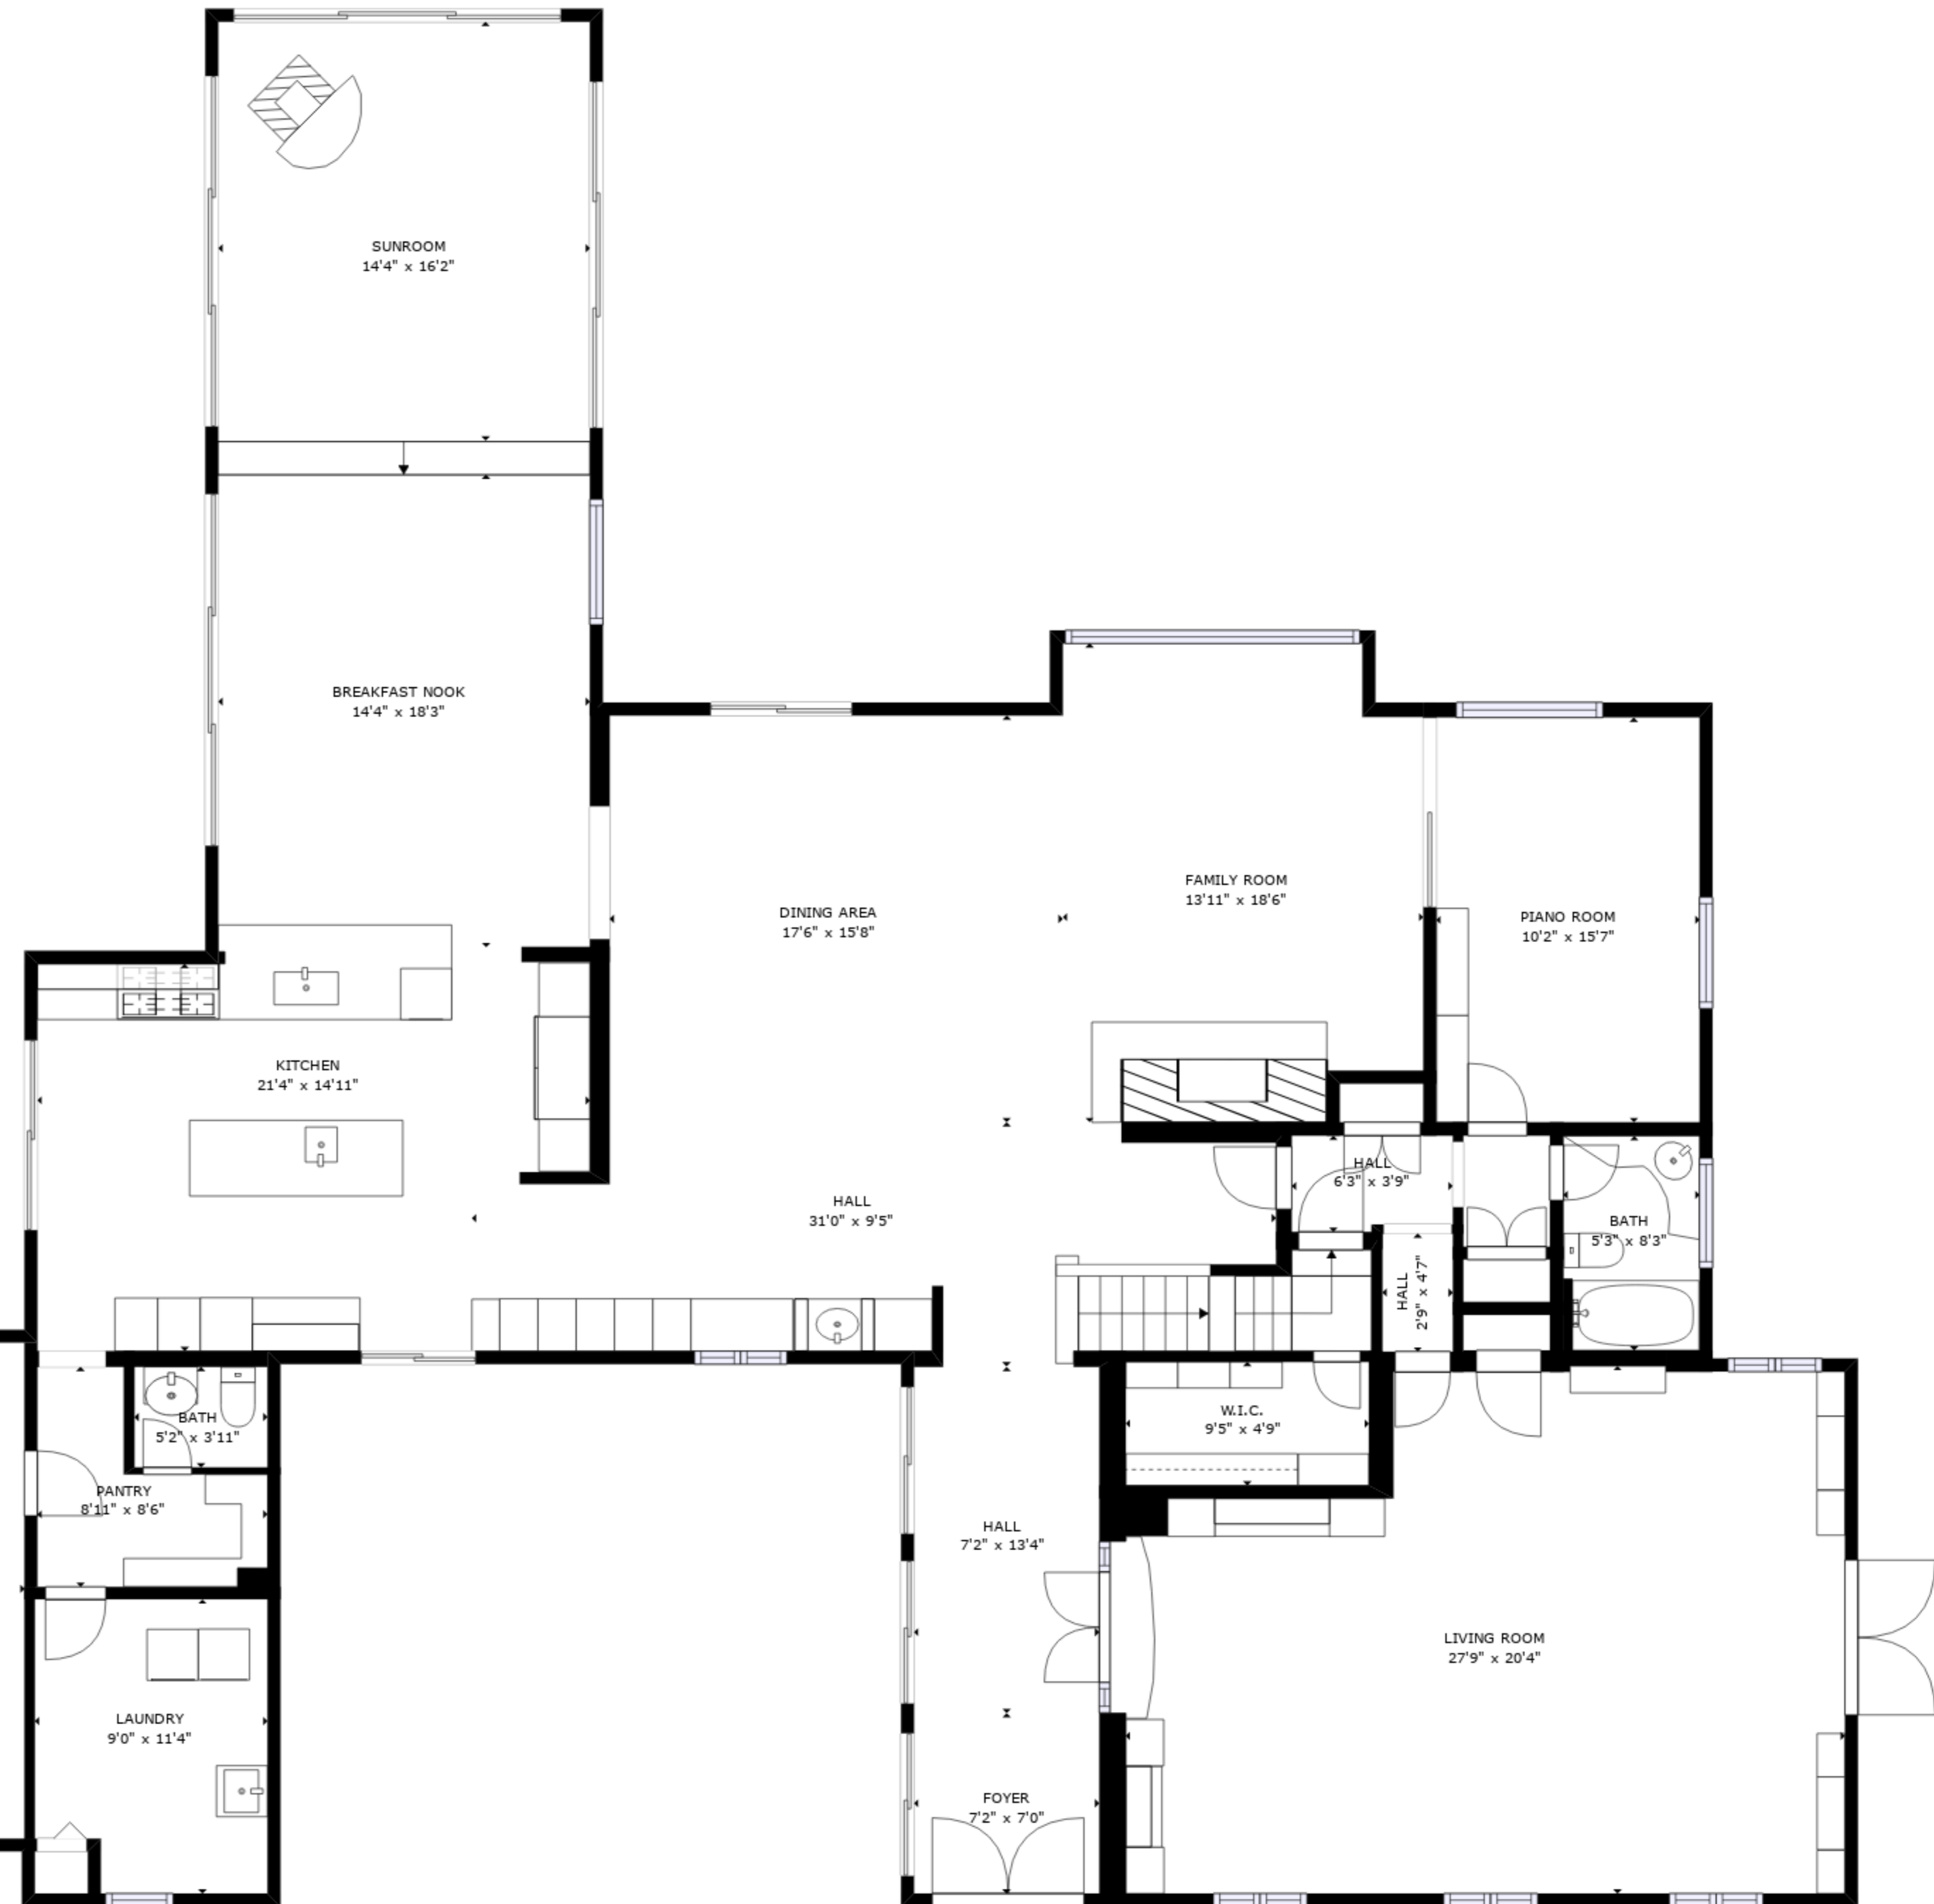 SUNROOM
14'4" x 16'2"
BREAKFAST NOOK
14'4" x 18'3"
FAMILY ROOM
13'11" x 18'6"
DINING AREA
17'6" x 15'8"
PIANO ROOM
10'2" x 15'7"
KITCHEN
21'4" x 14'11"
HALL
6'3" x 3'9"
HALL
31'0" x 9'5"
BATH
5'3" x 8'3"
HALL
2'9" x 4'7"
W.I.C.
9'5" x 4'9"
BATH
5'2" x 3'11"
PANTRY
8'11" x 8'6"
HALL
7'2" x 13'4"
LIVING ROOM
27'9" x 20'4"
LAUNDRY
9'0" x 11'4"
FOYER
7'2" x 7'0"